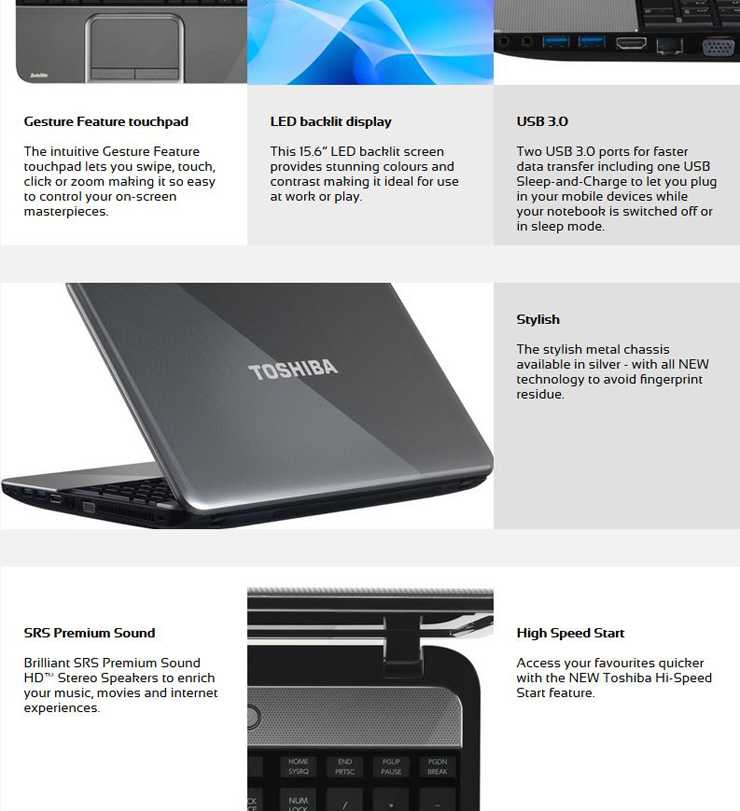 Satellite
Gesture Feature touchpad
The intuitive Gesture Feature
touchpad lets you swipe, touch,
click or zoom making it so easy
to control your on-screen
masterpieces.
LED backlit display
This 15.6” LED backlit screen
provides stunning colours and
contrast making it ideal for use
at work or play.
USB 3.0
Two USB 3.0 ports for faster
data transfer including one USB
Sleep-and-Charge to let you plug
in your mobile devices while
your notebook is switched off or
in sleep mode.
TOSHIBA
Stylish
The stylish metal chassis
available in silver - with all NEW
technology to avoid fingerprint
residue.
SRS Premium Sound
Brilliant SRS Premium Sound
HD™ Stereo Speakers to enrich
your music, movies and internet
experiences.
HOME END PGUP PGDN
SYSRQ PRTSC PAUSE BREAK
NUM / * -
LOCK
High Speed Start
Access your favourites quicker
with the NEW Toshiba Hi-Speed
Start feature.